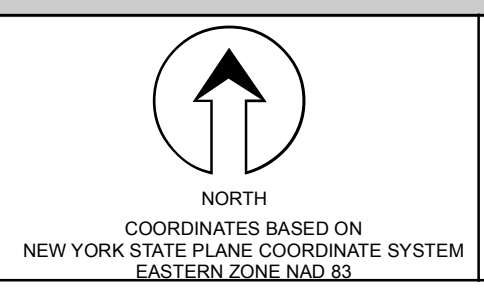 NORTH
COORDINATES BASED ON
NEW YORK STATE PLANE COORDINATE SYSTEM
EASTERN ZONE NAD 83